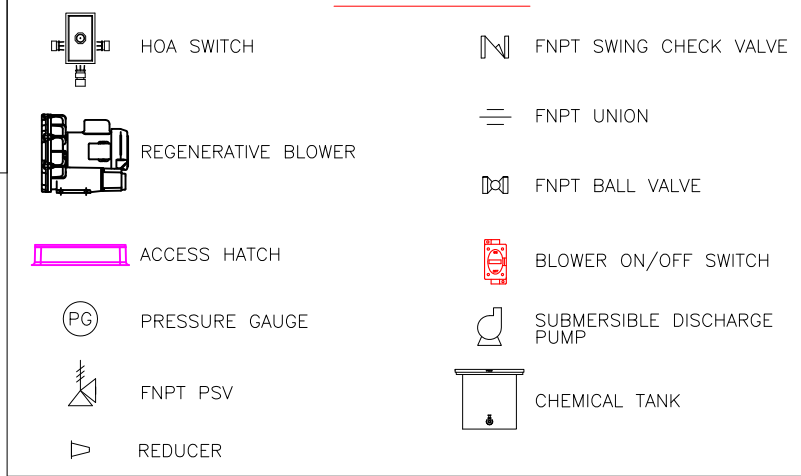 HOA SWITCH
REGENERATIVE BLOWER
ACCESS HATCH
PG
PRESSURE GAUGE
FNPT PSV
REDUCER
FNPT SWING CHECK VALVE
FNPT UNION
FNPT BALL VALVE
BLOWER ON/OFF SWITCH
SUBMERSIBLE DISCHARGE
PUMP
CHEMICAL TANK